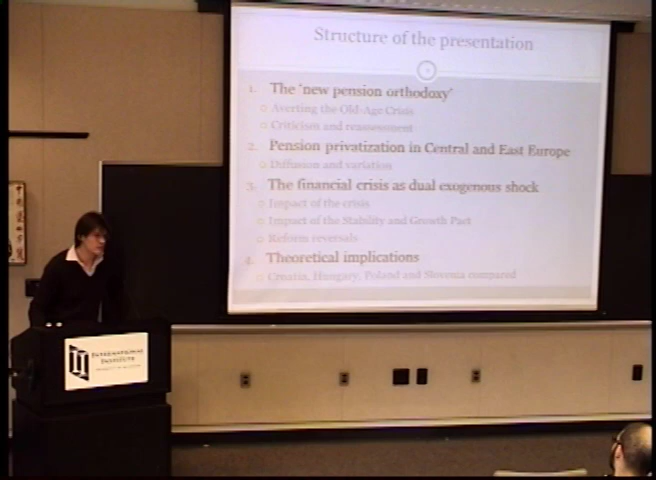 Structure of the presentation
1. The 'new pension orthodoxy'
Averting the Old-Age Crisis
Criticism and reassessment
2. Pension privatization in Central and East Europe
Diffusion and variation
3. The financial crisis as dual exogenous shock
Impact of the crisis
Impact of the Stability and Growth Pact
Reform reversals
4. Theoretical implications
Croatia, Hungary, Poland and Slovenia compared
INTERNATIONAL
INSTITUTE